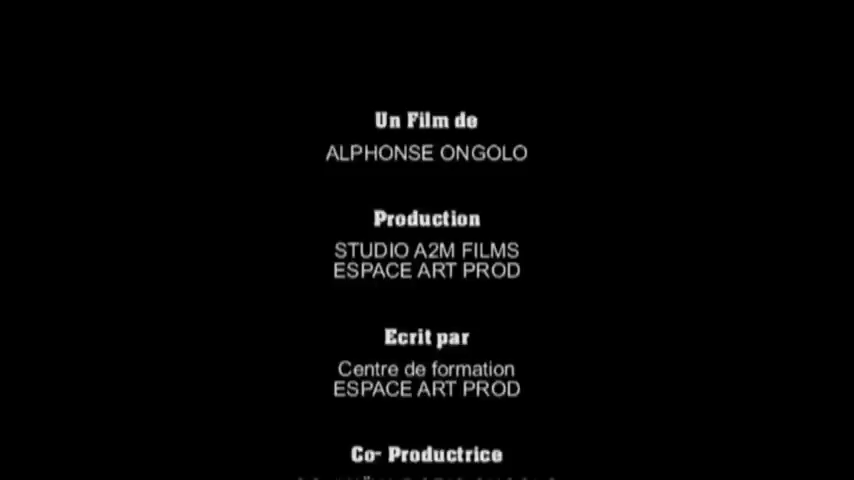 Un Film de
ALPHONSE ONGOLO
Production
STUDIO A2M FILMS
ESPACE ART PROD
Ecrit par
Centre de formation
ESPACE ART PROD
Co- Productrice